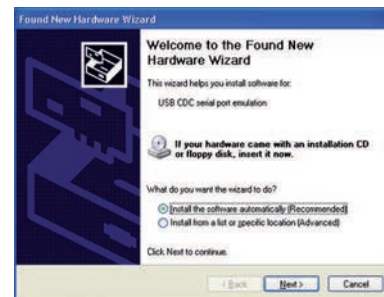 Found New Hardware Wizard
Welcome to the Found New
Hardware Wizard
This wizard helps you install software for:
USB CDC serial port emulation
If your hardware came with an installation CD
or floppy disk, insert it now.
What do you want the wizard to do?
Install the software automatically (Recommended)
Install from a list or specific location (Advanced)
Click Next to continue.
< Back Next > Cancel